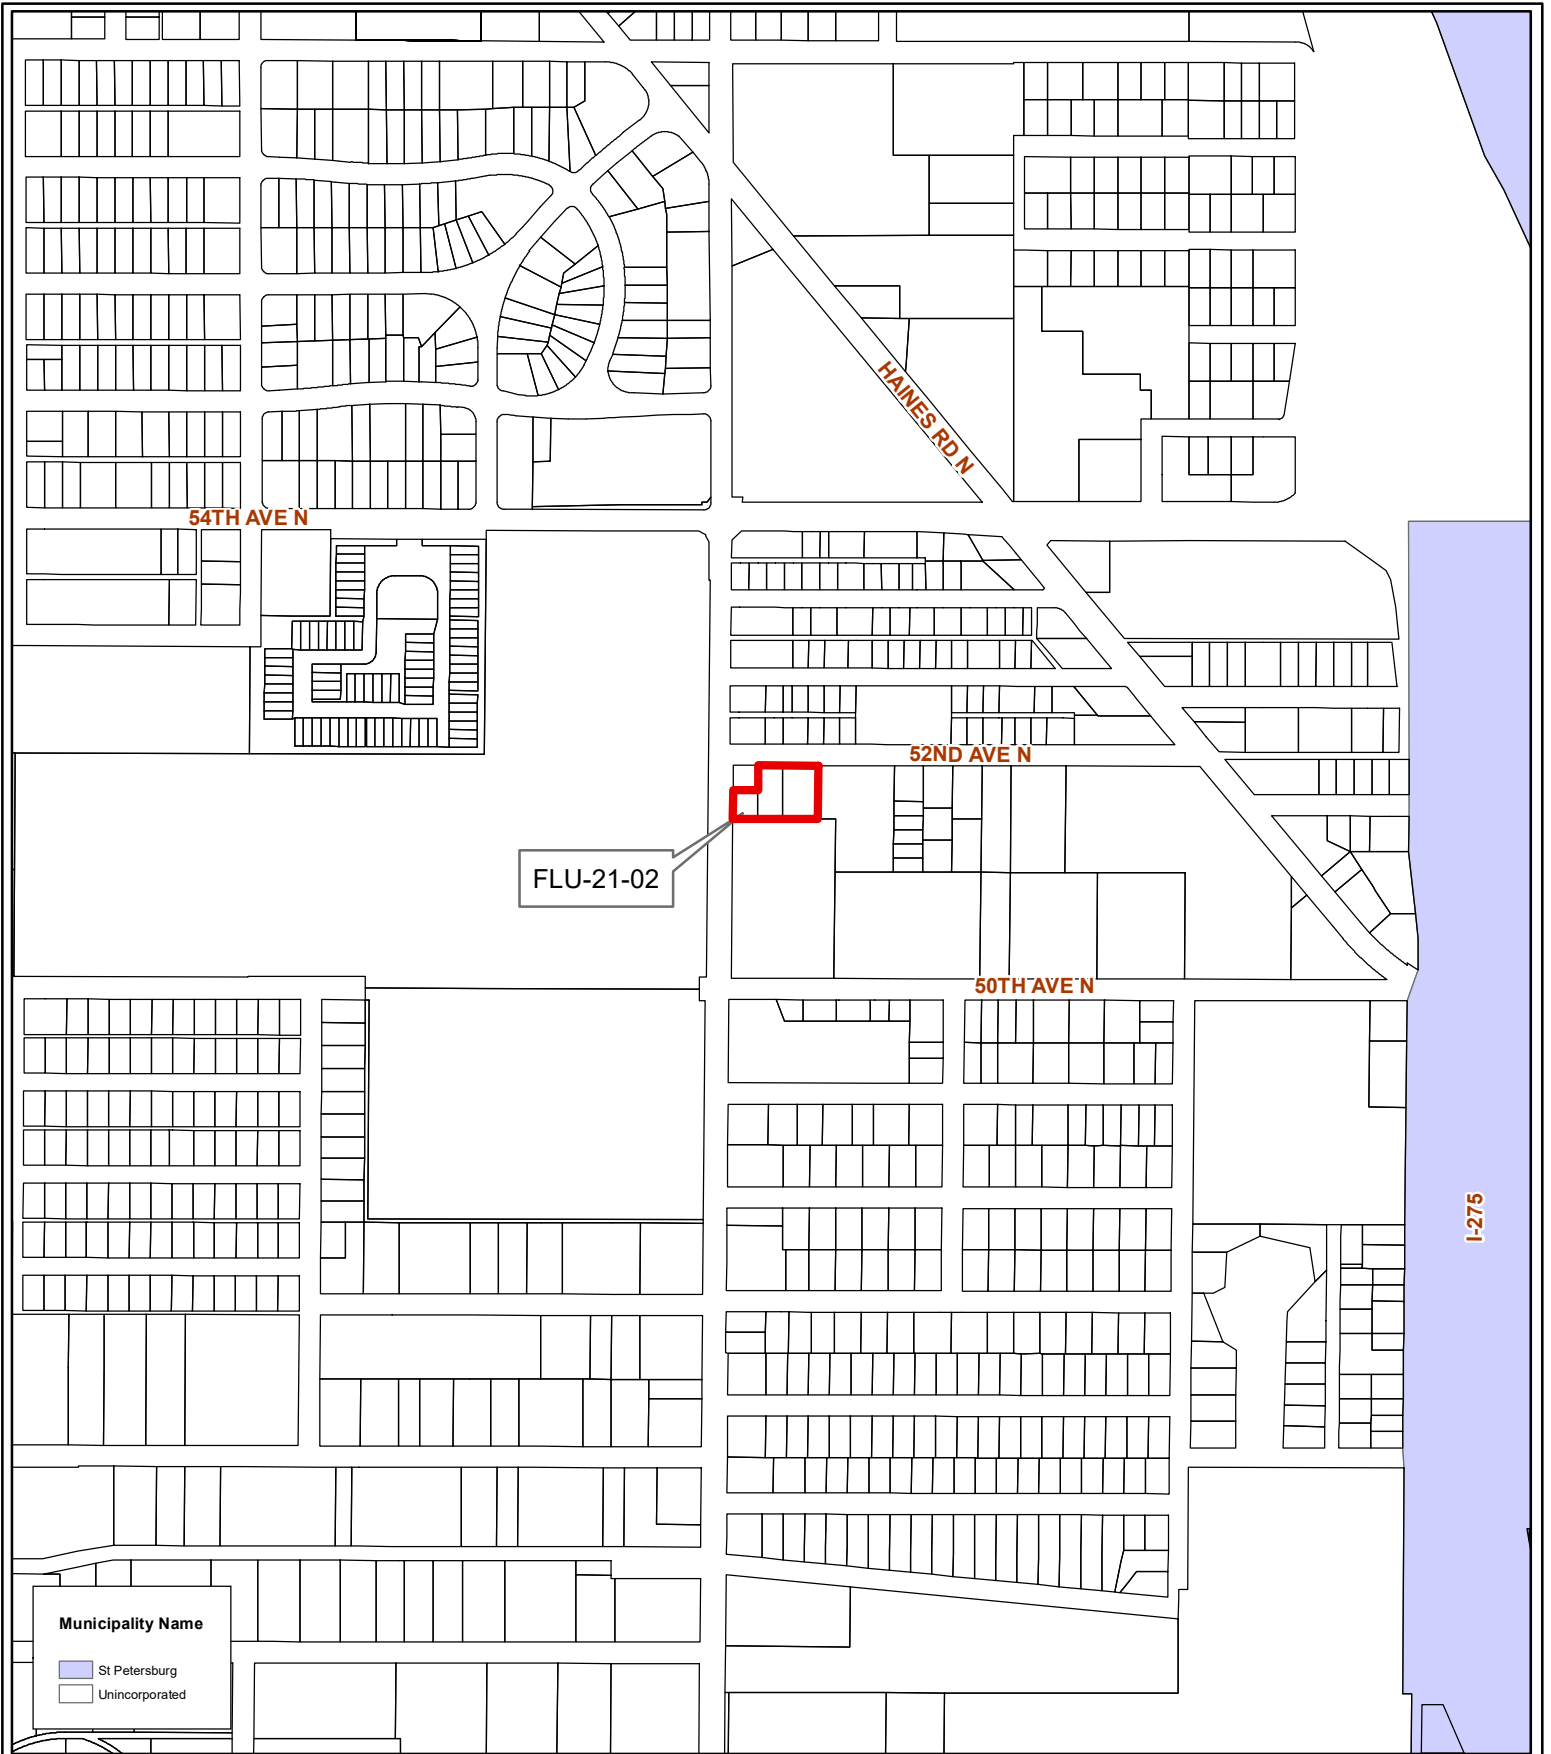 HAINES RD N
54TH AVE N
52ND AVE N
FLU-21-02
50TH AVE N
I-275
Municipality Name
St Petersburg
Unincorporated